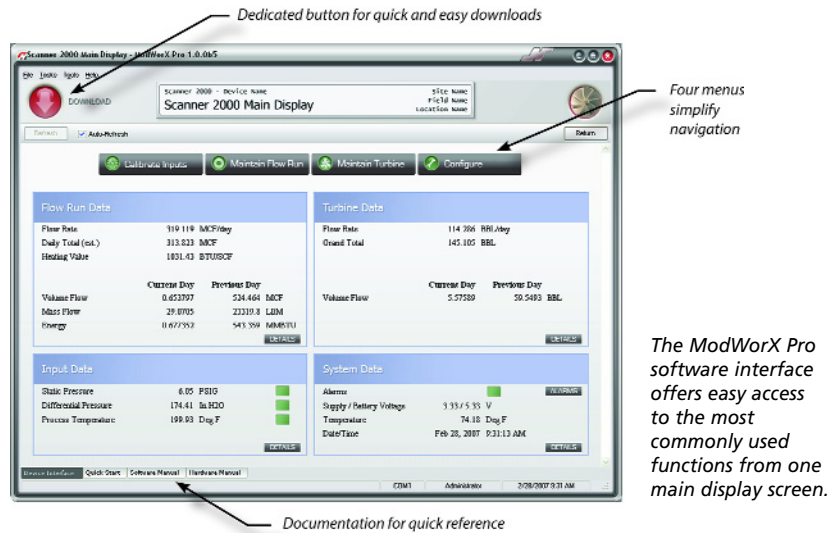 Dedicated button for quick and easy downloads
Scanner 2000 Main Display - ModWorX Pro 1.0.0b5
File Tasks Tools Help
DOWNLOAD
Scanner 2000 - Device Name
Site Name
Scanner 2000 Main Display
Field Name
Location Name
Four menus
simplify
navigation
Refresh
Auto-Refresh
Return
Calibrate Inputs
Maintain Flow Run
Maintain Turbine
Configure
Flow Run Data
Flow Rate 319.119 MCF/day
Daily Total (est.) 313.823 MCF
Heating Value 1031.43 BTU/SCF
Current Day Previous Day
Volume Flow 0.653797 524.464 MCF
Mass Flow 29.0705 23319.8 LBM
Energy 0.677352 543.359 MMBTU
DETAILS
Turbine Data
Flow Rate 114.286 BBL/day
Grand Total 145.105 BBL
Current Day Previous Day
Volume Flow 5.57589 59.5493 BBL
DETAILS
Input Data
Static Pressure 6.05 PSIG
Differential Pressure 174.41 In H2O
Process Temperature 199.93 Deg F
DETAILS
System Data
Alarms ALARMS
Supply / Battery Voltage 3.33 / 5.33 V
Temperature 74.18 Deg F
Date/Time Feb 28, 2007 9:31:13 AM
DETAILS
The ModWorX Pro
software interface
offers easy access
to the most
commonly used
functions from one
main display screen.
Device Interface Quick Start Software Manual Hardware Manual
COM1 Administrator 2/28/2007 9:31 AM
Documentation for quick reference